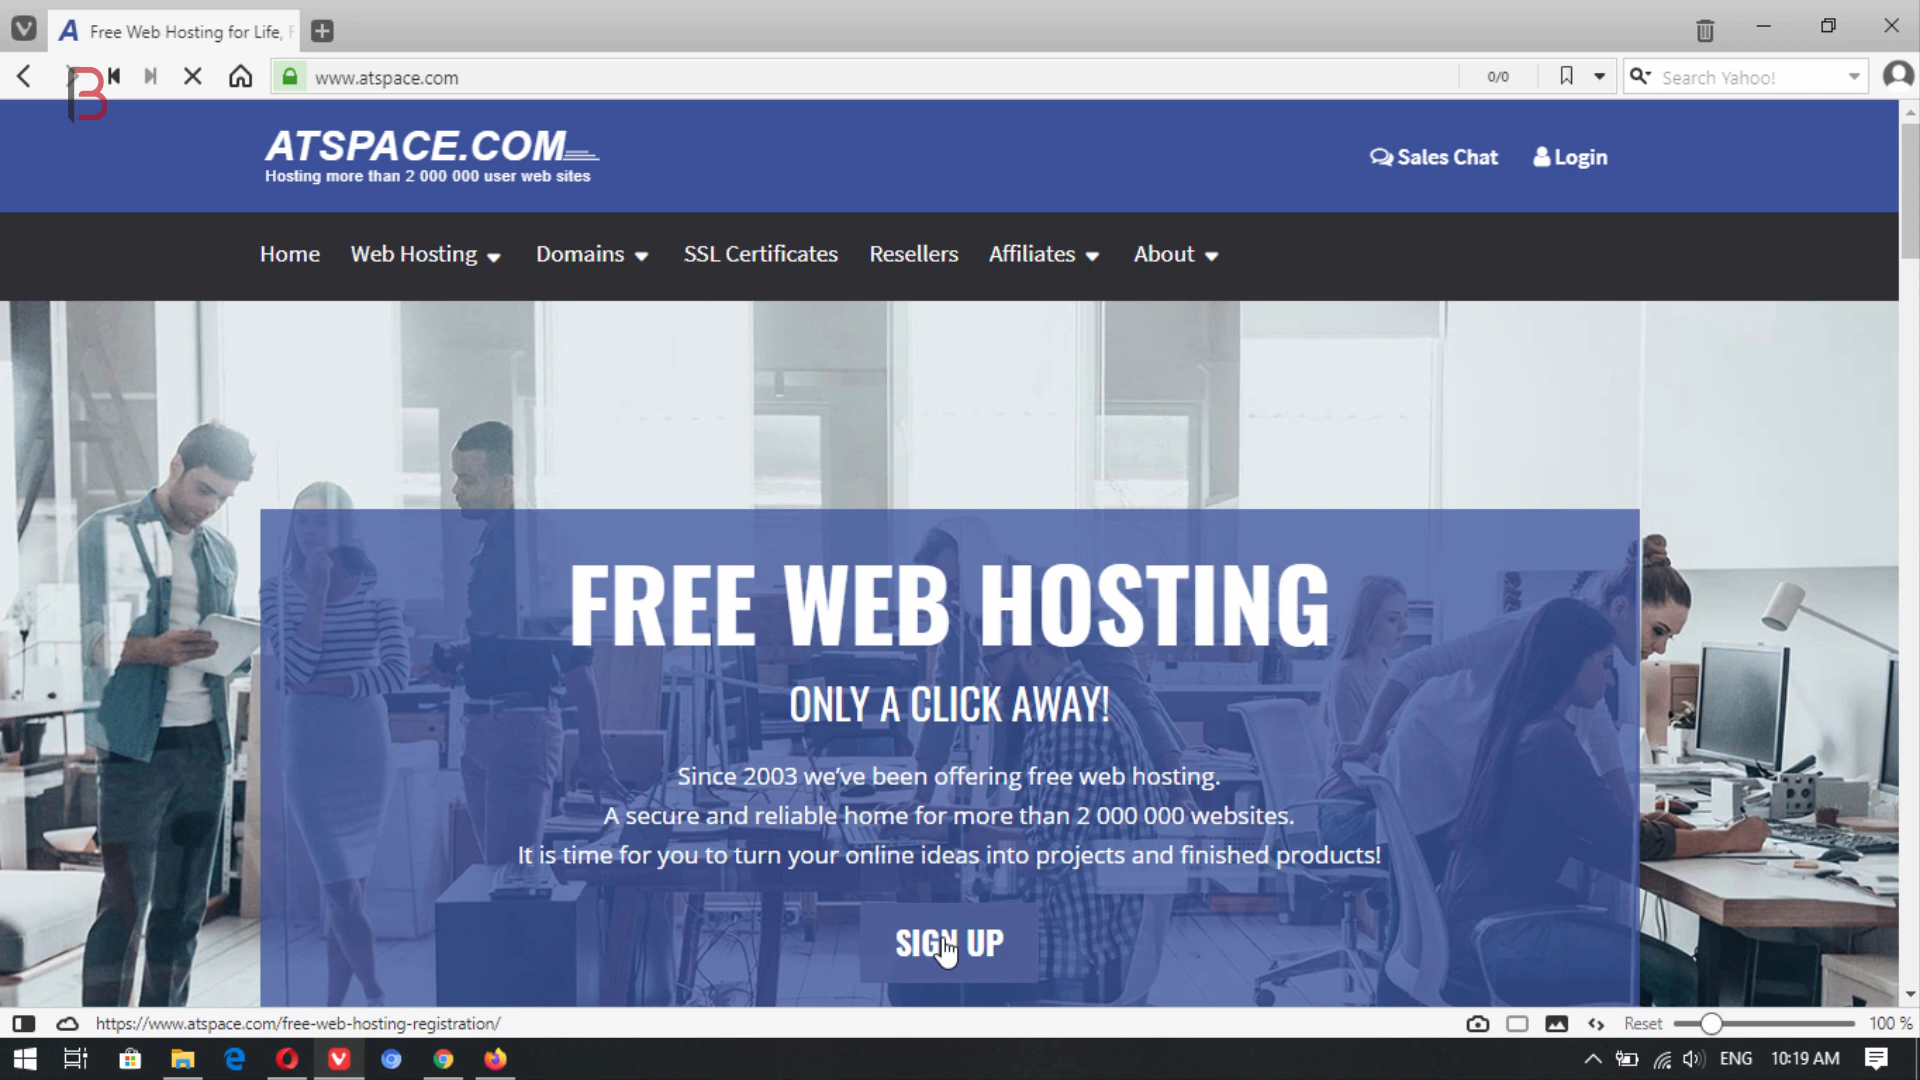 Free Web Hosting for Life, F
www.atspace.com
0/0
Search Yahoo!
B
ATSPACE.COM
Hosting more than 2 000 000 user web sites
Sales Chat
Login
Home
Web Hosting
Domains
SSL Certificates
Resellers
Affiliates
About
FREE WEB HOSTING
ONLY A CLICK AWAY!
Since 2003 we've been offering free web hosting.
A secure and reliable home for more than 2 000 000 websites.
It is time for you to turn your online ideas into projects and finished products!
SIGN UP
https://www.atspace.com/free-web-hosting-registration/
Reset
100 %
ENG
10:19 AM